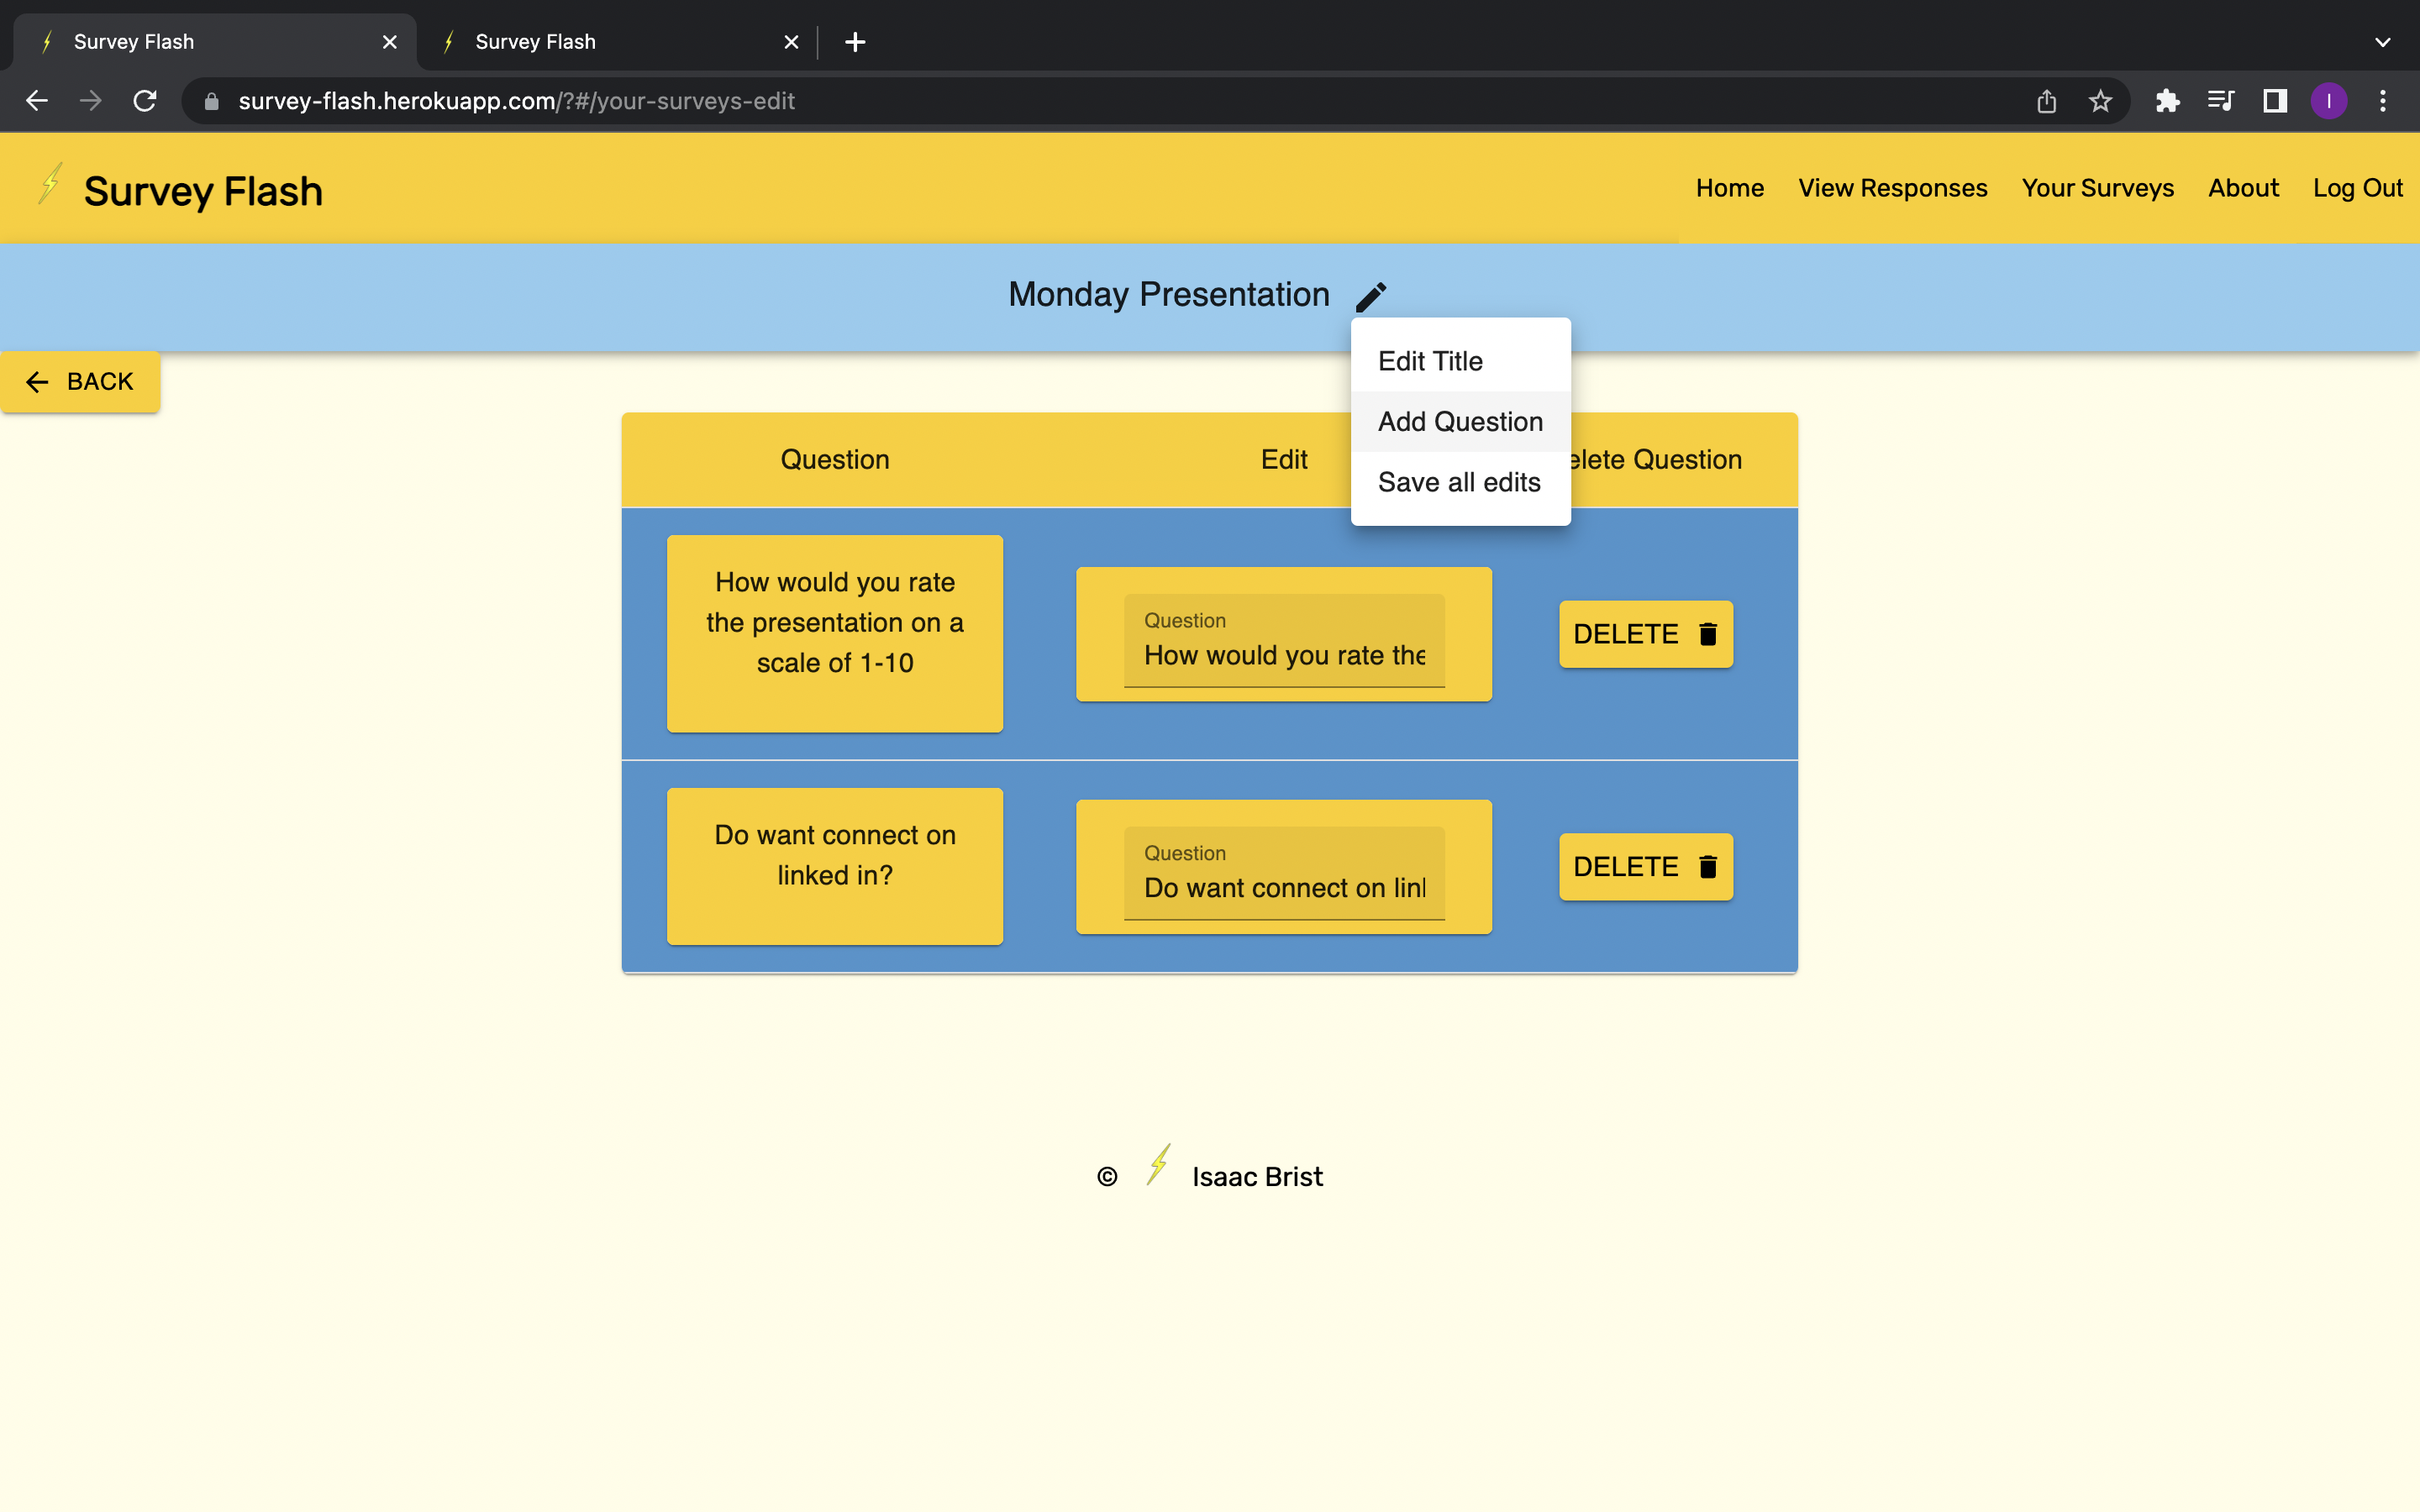 Survey Flash
Survey Flash
survey-flash.herokuapp.com/?#/your-surveys-edit
I
Survey Flash
Home
View Responses
Your Surveys
About
Log Out
Monday Presentation
Edit Title
Add Question
Save all edits
BACK
Question
Edit
elete Question
How would you rate
the presentation on a
scale of 1-10
Question
How would you rate the
DELETE
Do want connect on
linked in?
Question
Do want connect on linl
DELETE
© Isaac Brist